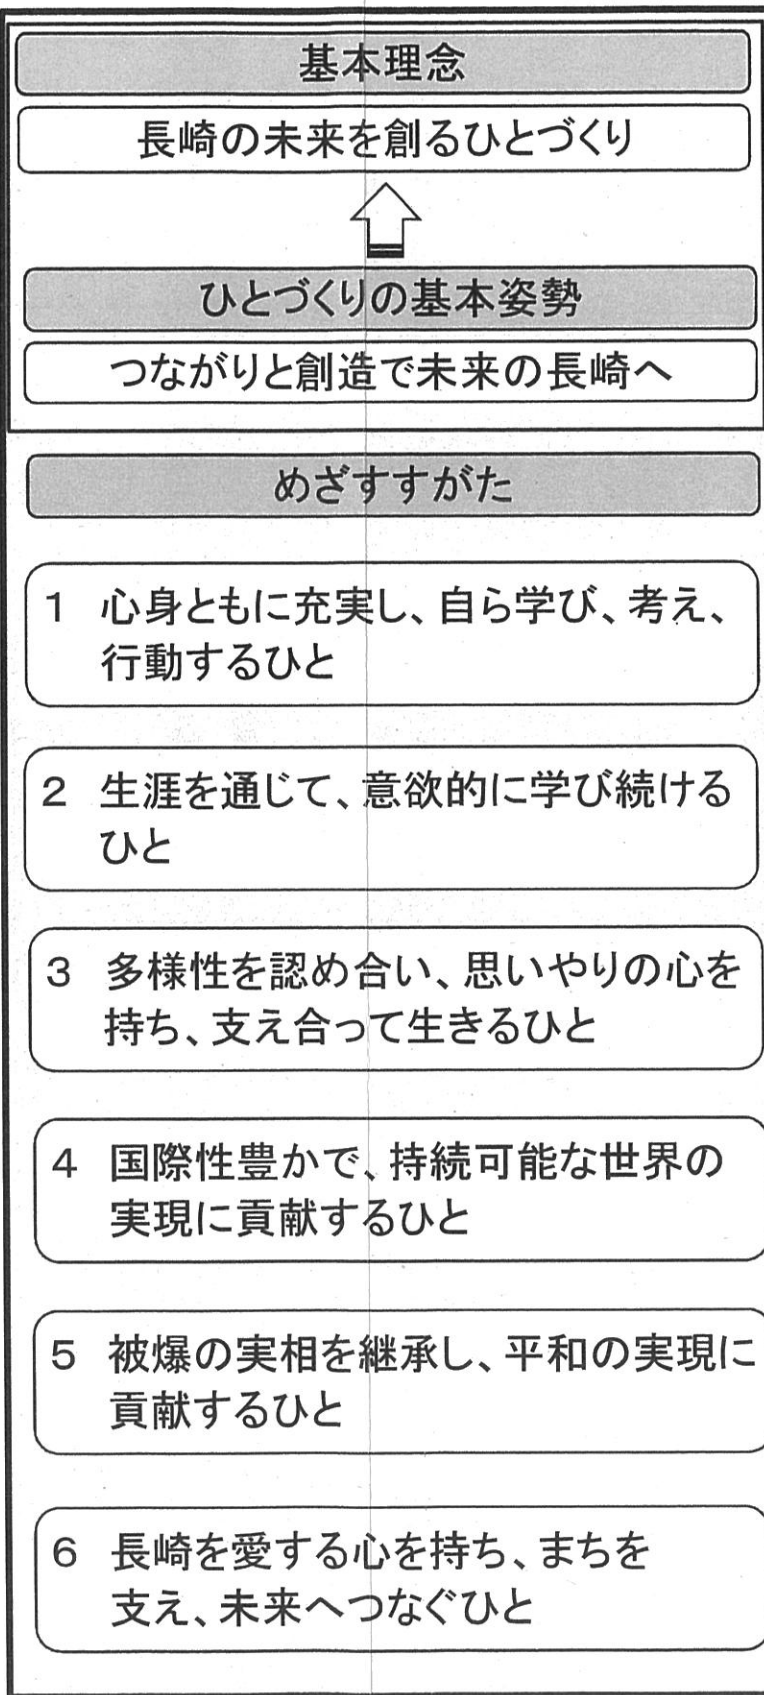 基本理念
長崎の未来を創るひとづくり
ひとづくりの基本姿勢
つながりと創造で未来の長崎へ
めざすすがた
1 心身ともに充実し、自ら学び、考え、
行動するひと
2 生涯を通じて、意欲的に学び続ける
ひと
3 多様性を認め合い、思いやりの心を
持ち、支え合って生きるひと
4 国際性豊かで、持続可能な世界の
実現に貢献するひと
5 被爆の実相を継承し、平和の実現に
貢献するひと
6 長崎を愛する心を持ち、まちを
支え、未来へつなぐひと